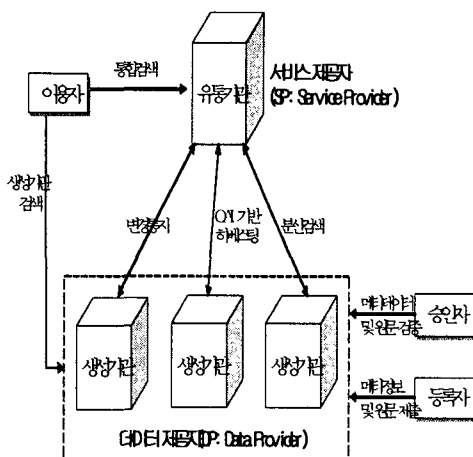 통합검색
이용자
유통기관
서비스 제공자
(SP: Service Provider)
생성기관
검색
변경통지
OAI 기반
하베스팅
분산검색
생성기관
생성기관
생성기관
메타데이터
및 원문 검증
승인자
메타정보
및 원문 제출
등록자
데이터 제공자(DP: Data Provider)